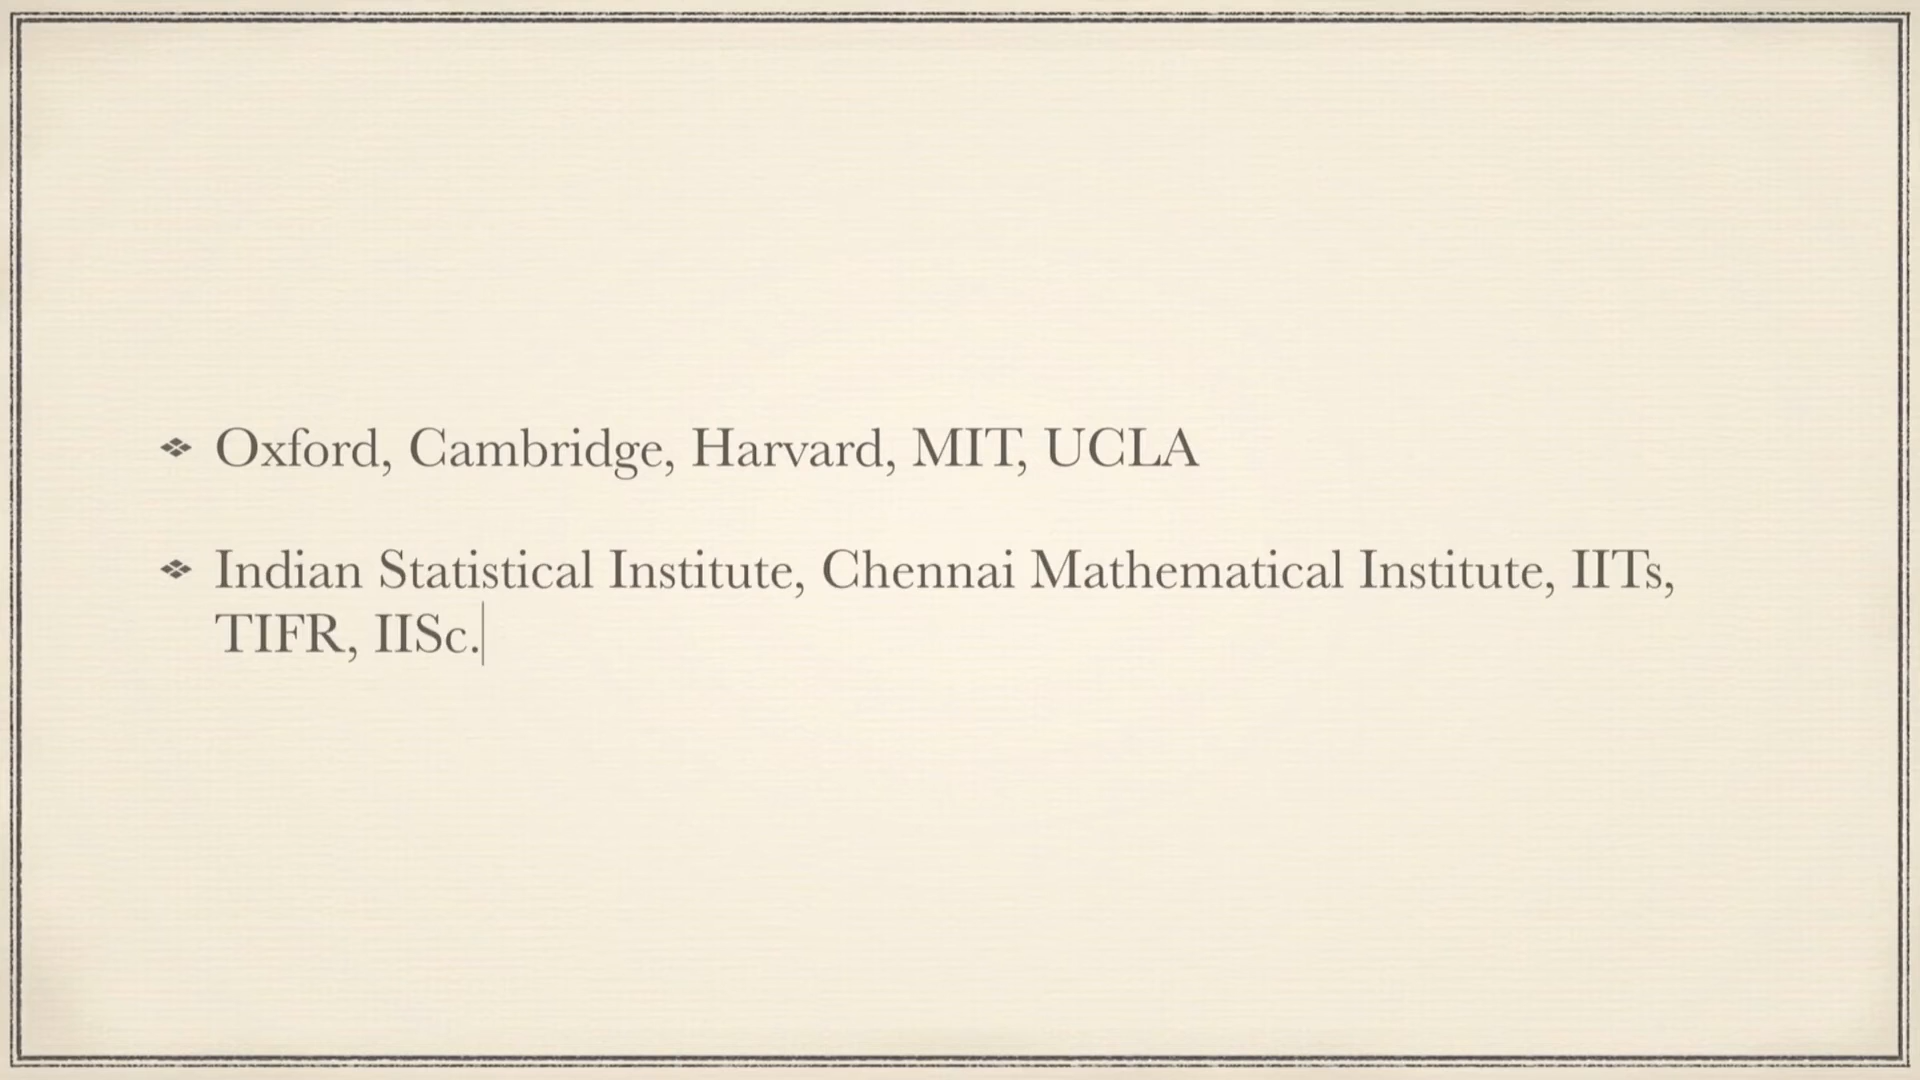 Oxford, Cambridge, Harvard, MIT, UCLA
Indian Statistical Institute, Chennai Mathematical Institute, IITs,
TIFR, IISc.